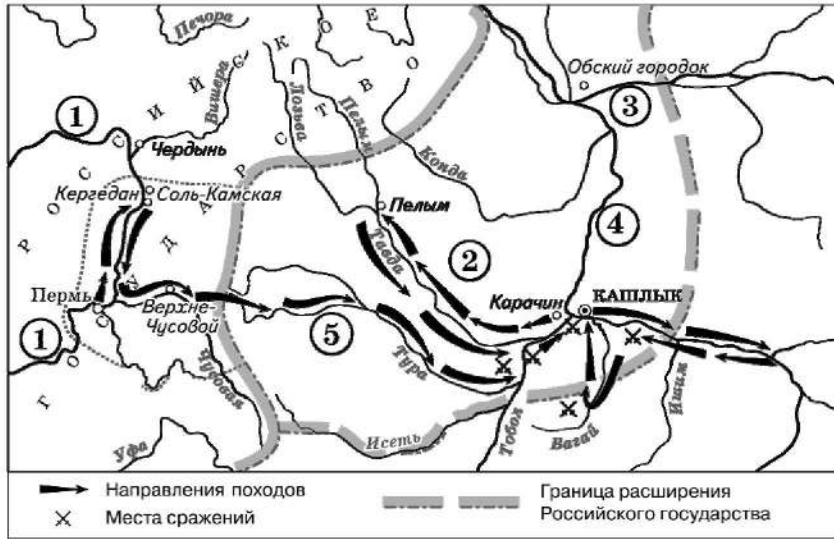 Печора
Вишера
Лозьва
Пелым
Обский городок
РОССИЙСКОЕ
ГОСУДАРСТВО
1
3
Чердынь
Конда
Кергедан
Соль-Камская
Пелым
4
Тавда
2
Пермь
Верхне-
Чусовой
Карачин
КАШЛЫК
1
5
Тура
Чусовая
Ишим
Исеть
Тобол
Вагай
Уфа
Направления походов
Места сражений
Граница расширения
Российского государства